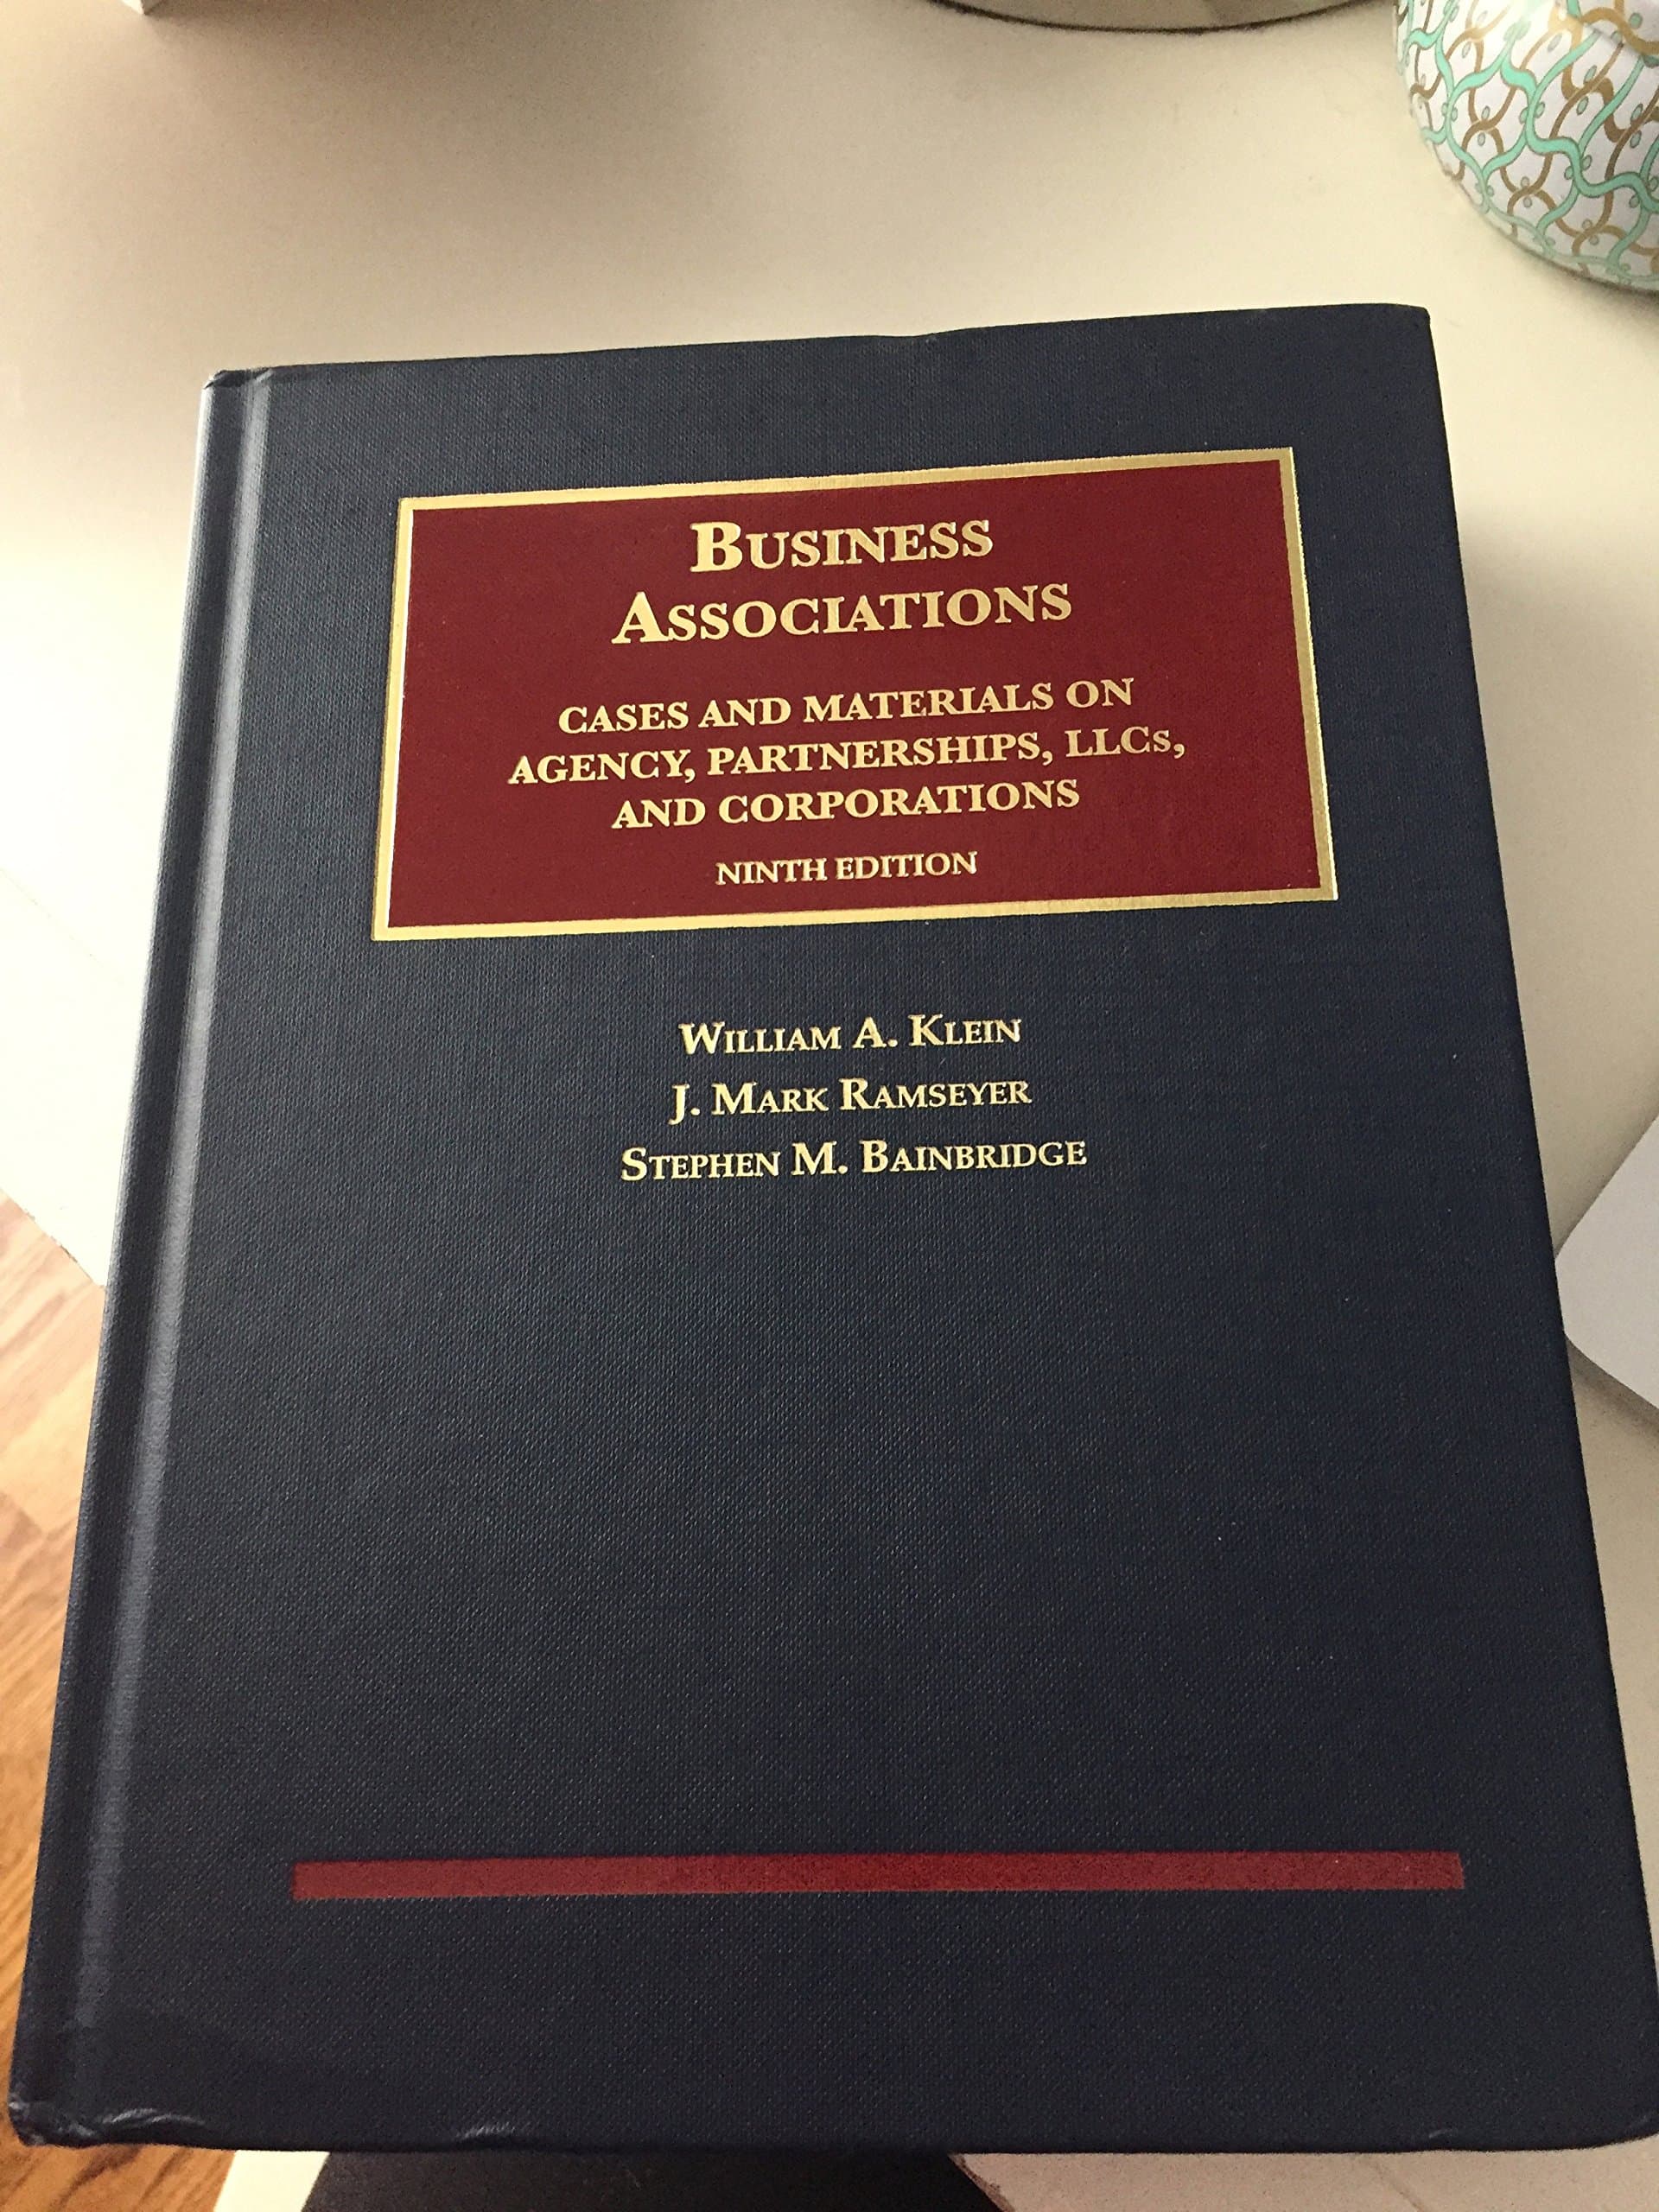 BUSINESS
ASSOCIATIONS
CASES AND MATERIALS ON
AGENCY, PARTNERSHIPS, LLCs,
AND CORPORATIONS
NINTH EDITION
WILLIAM A. KLEIN
J. MARK RAMSEYER
STEPHEN M. BAINBRIDGE